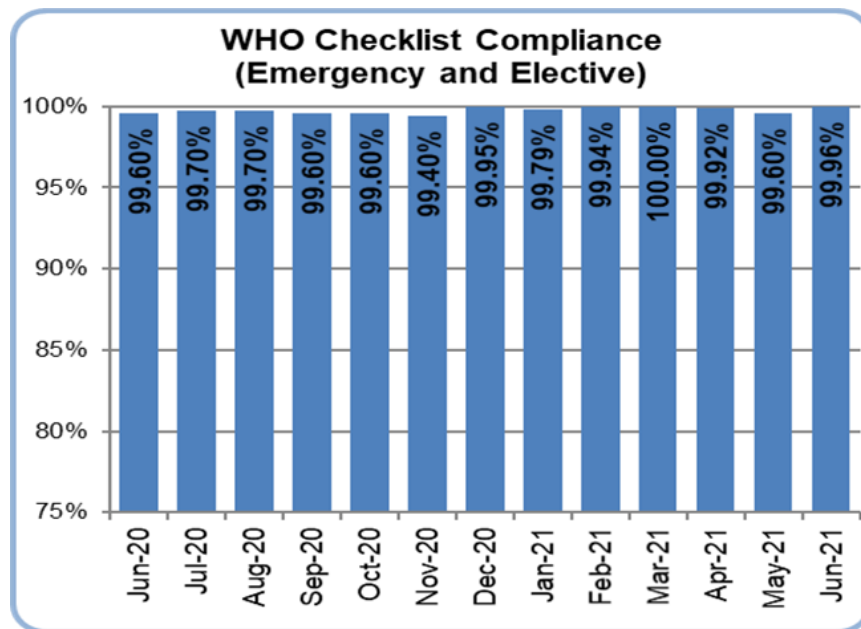 WHO Checklist Compliance
(Emergency and Elective)
100%
95%
90%
85%
80%
75%
99.60%
99.70%
99.70%
99.60%
99.60%
99.40%
99.95%
99.79%
99.94%
100.00%
99.92%
99.60%
99.96%
Jun-20
Jul-20
Aug-20
Sep-20
Oct-20
Nov-20
Dec-20
Jan-21
Feb-21
Mar-21
Apr-21
May-21
Jun-21